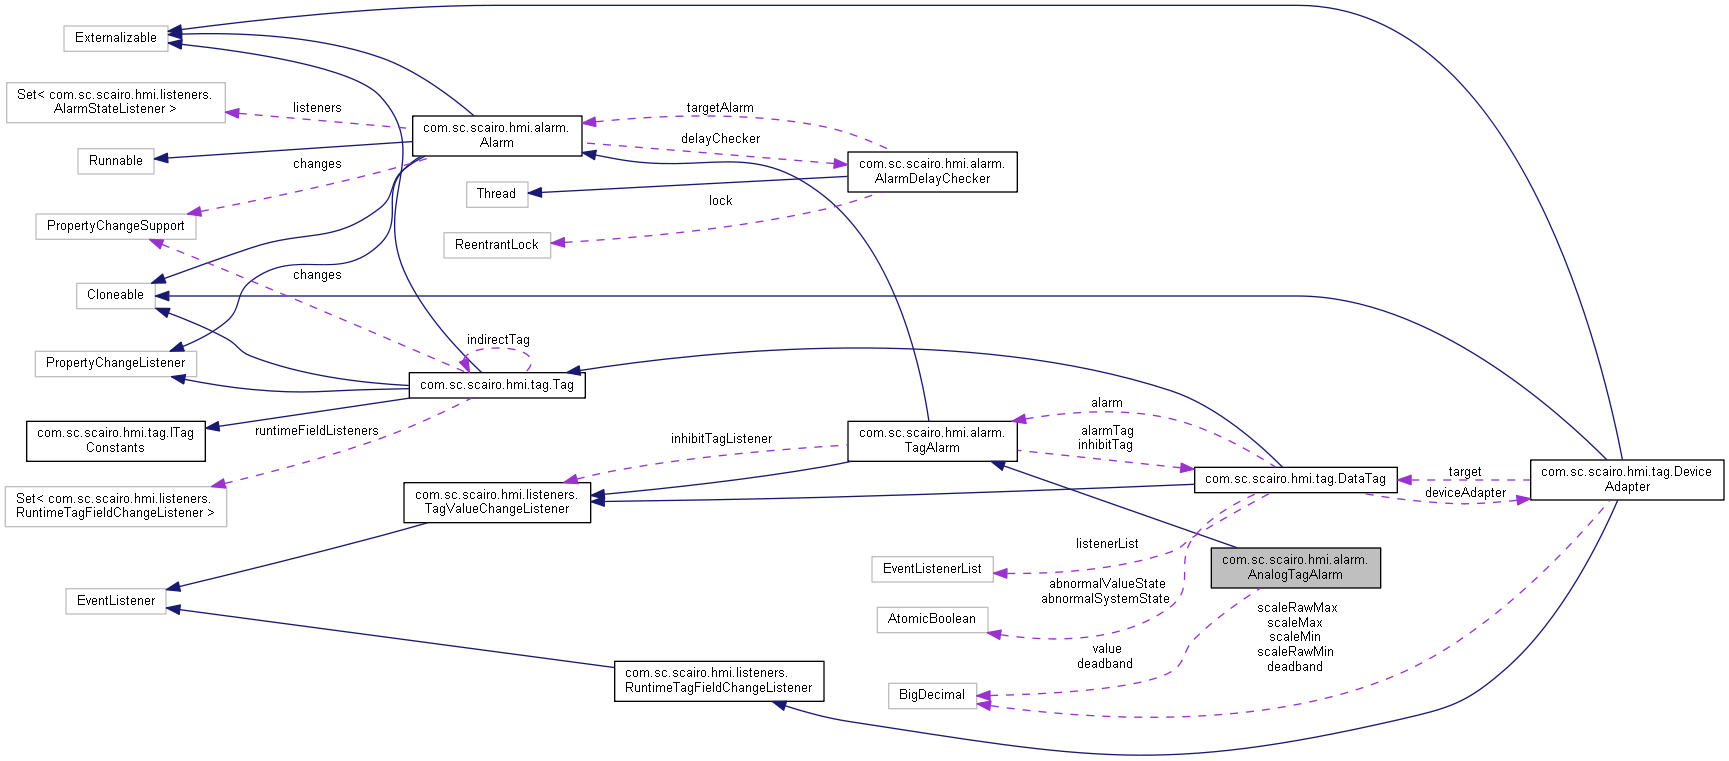 Externalizable
Set< com.sc.scairo.hmi.listeners.
AlarmStateListener >
listeners
targetAlarm
com.sc.scairo.hmi.alarm.
Alarm
delayChecker
Runnable
changes
com.sc.scairo.hmi.alarm.
AlarmDelayChecker
Thread
lock
PropertyChangeSupport
ReentrantLock
changes
Cloneable
indirectTag
PropertyChangeListener
com.sc.scairo.hmi.tag.Tag
com.sc.scairo.hmi.tag.ITag
Constants
runtimeFieldListeners
inhibitTagListener
com.sc.scairo.hmi.alarm.
TagAlarm
alarm
alarmTag
inhibitTag
com.sc.scairo.hmi.tag.DataTag
target
deviceAdapter
com.sc.scairo.hmi.tag.Device
Adapter
Set< com.sc.scairo.hmi.listeners.
RuntimeTagFieldChangeListener >
com.sc.scairo.hmi.listeners.
TagValueChangeListener
listenerList
EventListenerList
com.sc.scairo.hmi.alarm.
AnalogTagAlarm
abnormalValueState
abnormalSystemState
EventListener
AtomicBoolean
scaleRawMax
scaleMax
scaleMin
scaleRawMin
deadband
value
deadband
com.sc.scairo.hmi.listeners.
RuntimeTagFieldChangeListener
BigDecimal